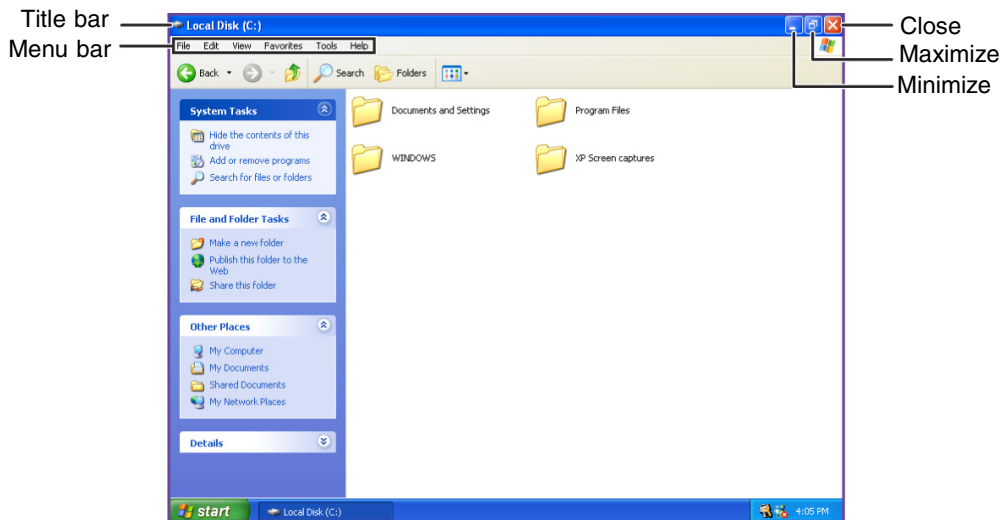 Title bar
Local Disk (C:)
Close
Menu bar
File Edit View Favorites Tools Help
Maximize
Back
Search
Folders
Minimize
System Tasks
Hide the contents of this
drive
Add or remove programs
Search for files or folders
File and Folder Tasks
Make a new folder
Publish this folder to the
Web
Share this folder
Other Places
My Computer
My Documents
Shared Documents
My Network Places
Details
Documents and Settings
Program Files
WINDOWS
XP Screen captures
start
Local Disk (C:)
4:05 PM